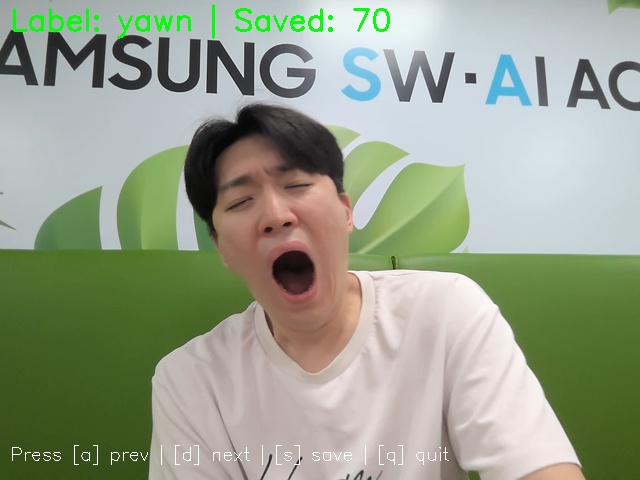 Label: yawn | Saved: 70
AMSUNG SW·AI AC
Press [a] prev | [d] next | [s] save | [q] quit